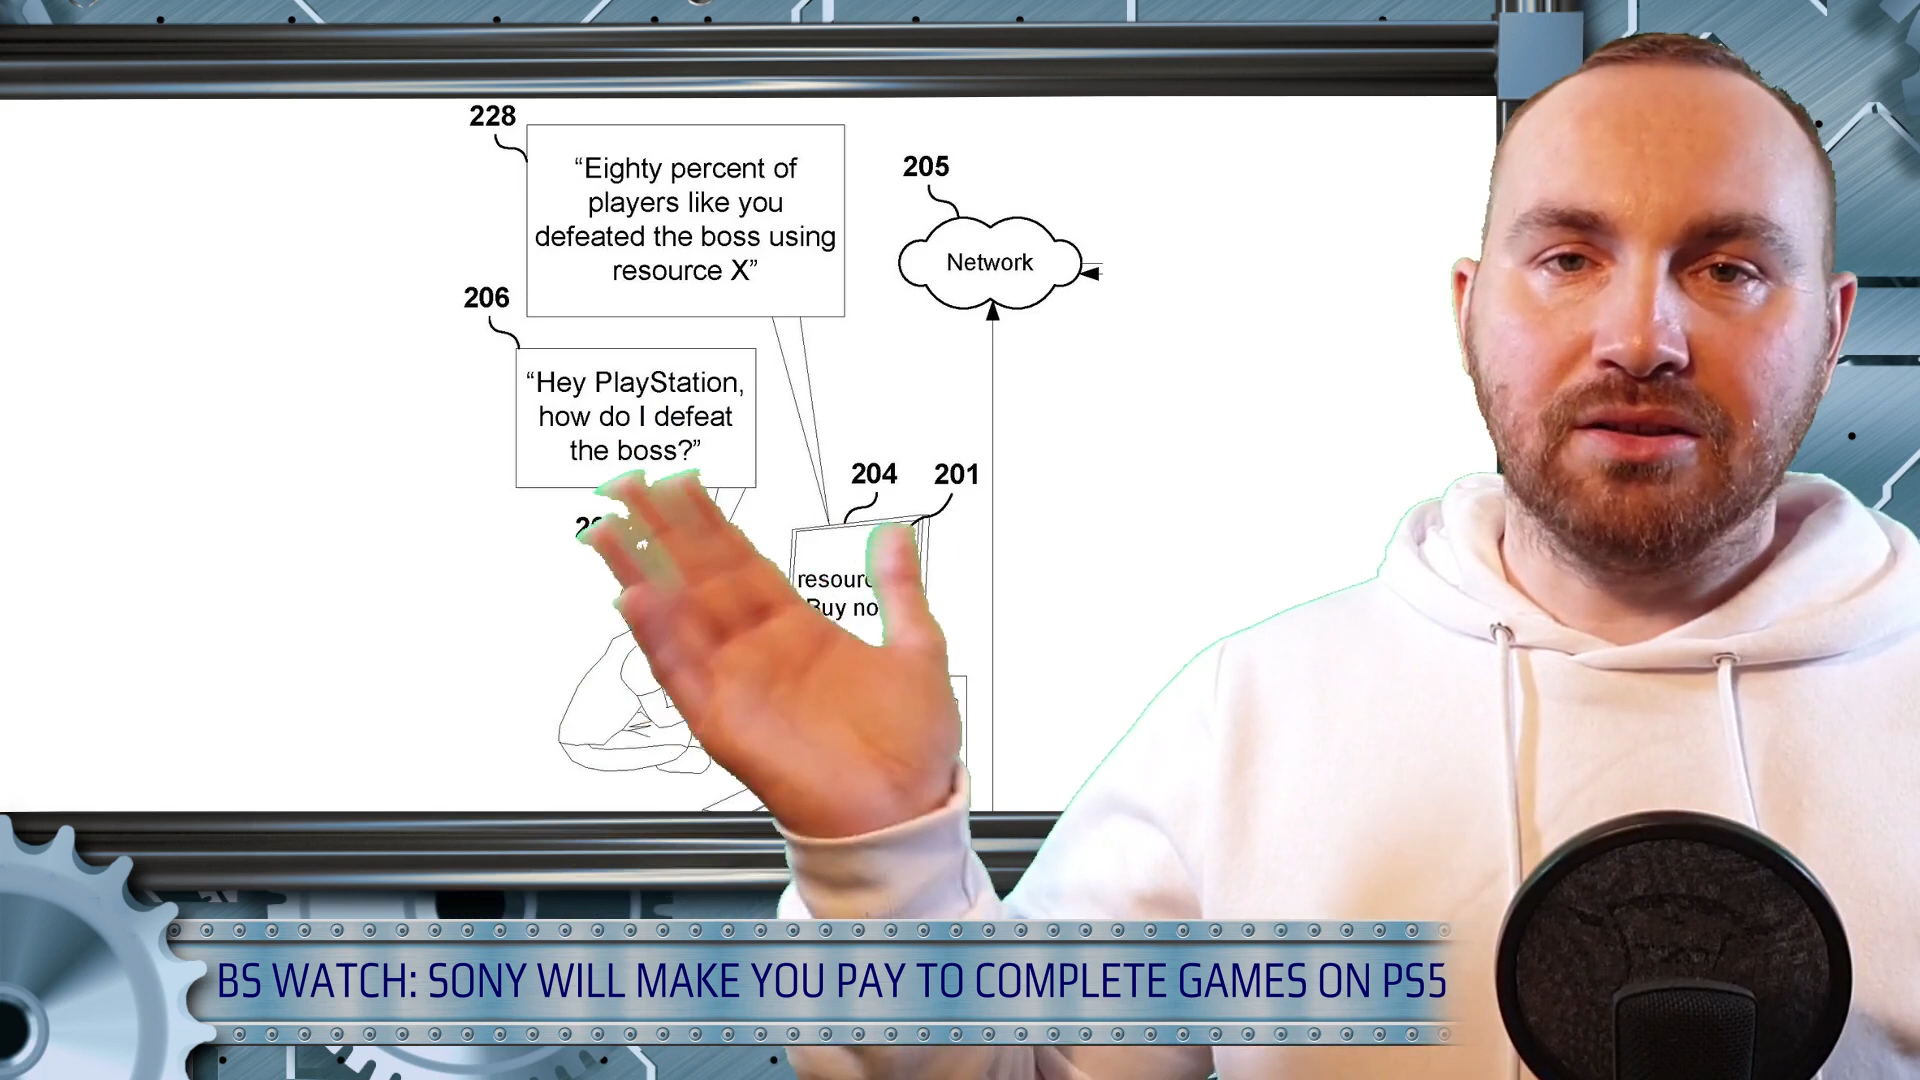 228
“Eighty percent of
players like you
defeated the boss using
resource X”
205
Network
206
“Hey PlayStation,
how do I defeat
the boss?”
204
201
BS WATCH: SONY WILL MAKE YOU PAY TO COMPLETE GAMES ON PS5